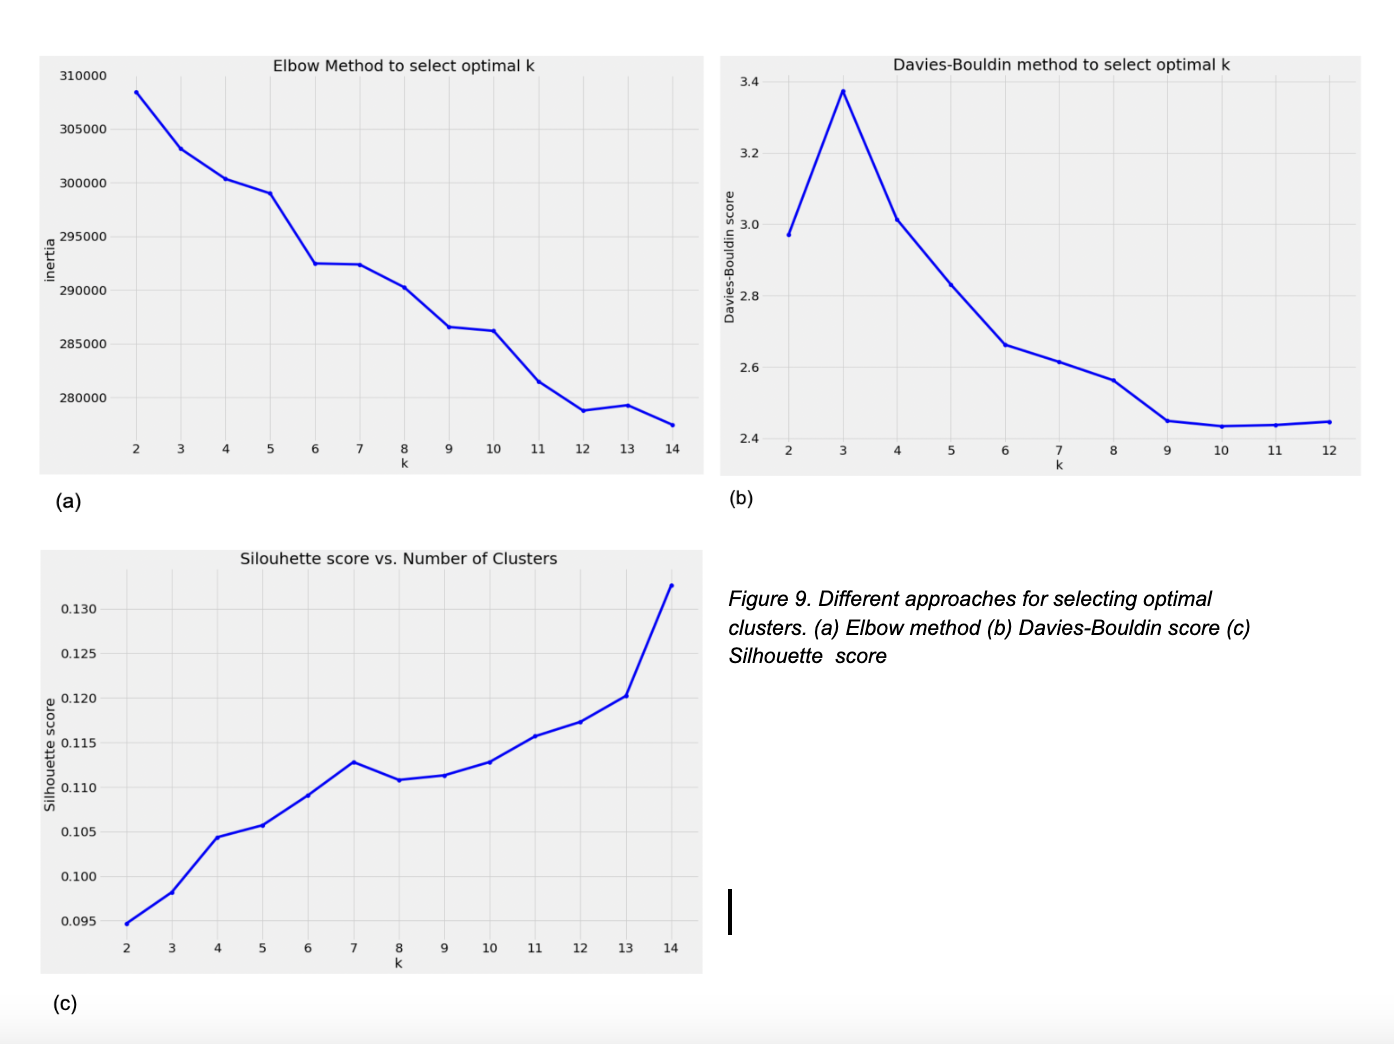 Elbow Method to select optimal k
310000
305000
300000
295000
290000
285000
280000
inertia
2 3 4 5 6 7 8 9 10 11 12 13 14
k
(a)
Davies-Bouldin method to select optimal k
3.4
3.2
3.0
2.8
2.6
2.4
Davies-Bouldin score
2 3 4 5 6 7 8 9 10 11 12
k
(b)
Silouhette score vs. Number of Clusters
0.130
0.125
0.120
0.115
0.110
0.105
0.100
0.095
Silhouette score
2 3 4 5 6 7 8 9 10 11 12 13 14
k
(c)
Figure 9. Different approaches for selecting optimal
clusters. (a) Elbow method (b) Davies-Bouldin score (c)
Silhouette score